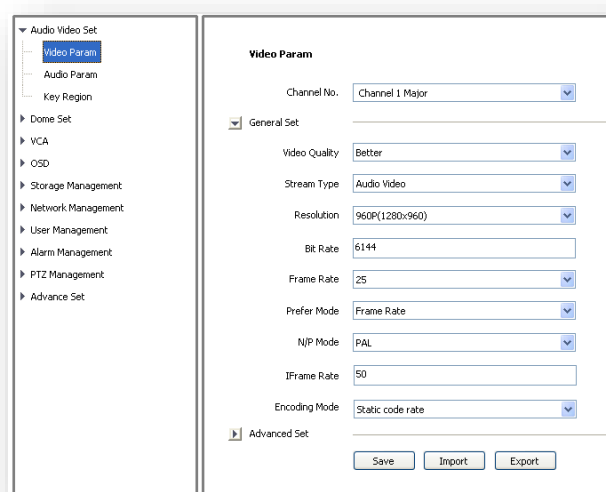 Audio Video Set
Video Param
Audio Param
Key Region
Dome Set
VCA
OSD
Storage Management
Network Management
User Management
Alarm Management
PTZ Management
Advance Set
Video Param
Channel No. Channel 1 Major
General Set
Video Quality Better
Stream Type Audio Video
Resolution 960P(1280x960)
Bit Rate 6144
Frame Rate 25
Prefer Mode Frame Rate
N/P Mode PAL
IFrame Rate 50
Encoding Mode Static code rate
Advanced Set
Save Import Export